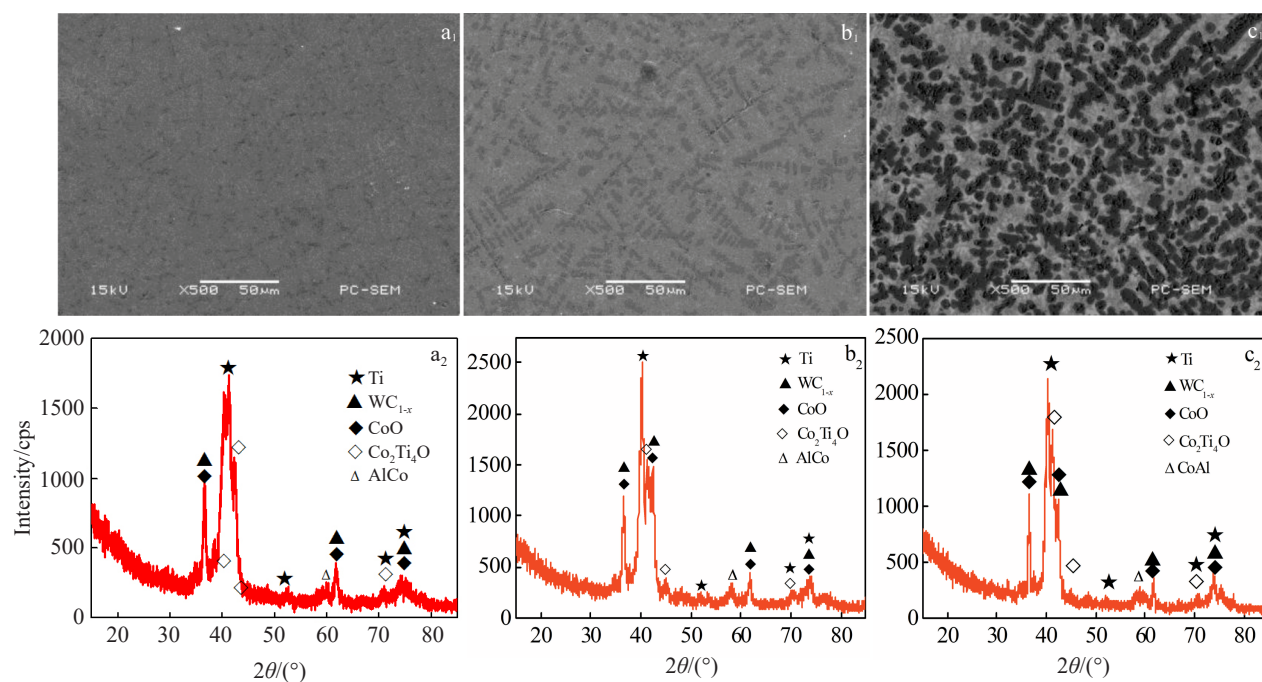 a1
15kV X500 50μm PC-SEM
b1
15kV X500 50μm PC-SEM
c1
15kV X500 50μm PC-SEM
a2
Intensity/cps
2000
1500
1000
500
0
20 30 40 50 60 70 80
2θ/(°)
★ Ti
▲ WC1-x
◆ CoO
◇ Co2Ti4O
△ AlCo
b2
2500
2000
1500
1000
500
0
20 30 40 50 60 70 80
2θ/(°)
★ Ti
▲ WC1-x
◆ CoO
◇ Co2Ti4O
△ AlCo
c2
2500
2000
1500
1000
500
0
20 30 40 50 60 70 80
2θ/(°)
★ Ti
▲ WC1-x
◆ CoO
◇ Co2Ti4O
△ CoAl